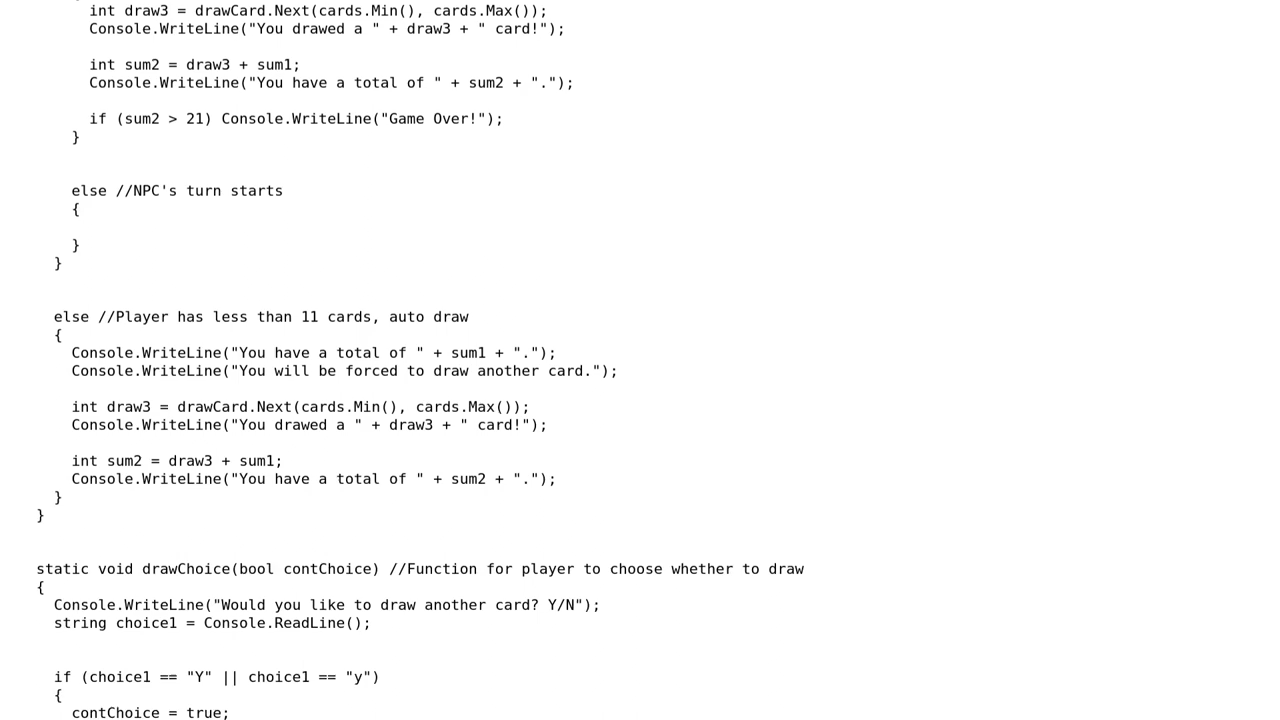 int draw3 = drawCard.Next(cards.Min(), cards.Max());
Console.WriteLine("You drawed a " + draw3 + " card!");
int sum2 = draw3 + sum1;
Console.WriteLine("You have a total of " + sum2 + ".");
if (sum2 > 21) Console.WriteLine("Game Over!");
}
else //NPC's turn starts
{
}
}
else //Player has less than 11 cards, auto draw
{
Console.WriteLine("You have a total of " + sum1 + ".");
Console.WriteLine("You will be forced to draw another card.");
int draw3 = drawCard.Next(cards.Min(), cards.Max());
Console.WriteLine("You drawed a " + draw3 + " card!");
int sum2 = draw3 + sum1;
Console.WriteLine("You have a total of " + sum2 + ".");
}
}
static void drawChoice(bool contChoice) //Function for player to choose whether to draw
{
Console.WriteLine("Would you like to draw another card? Y/N");
string choice1 = Console.ReadLine();
if (choice1 == "Y" || choice1 == "y")
{
contChoice = true;